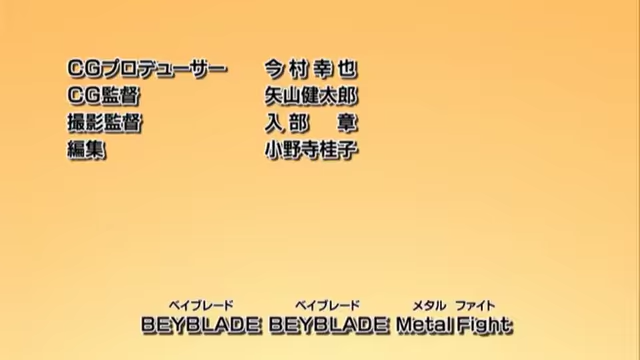 CGプロデューサー 今村幸也
CG監督 矢山健太郎
撮影監督 入部 章
編集 小野寺桂子
ベイブレード ベイブレード メタル ファイト
BEYBLADE BEYBLADE Metal Fight